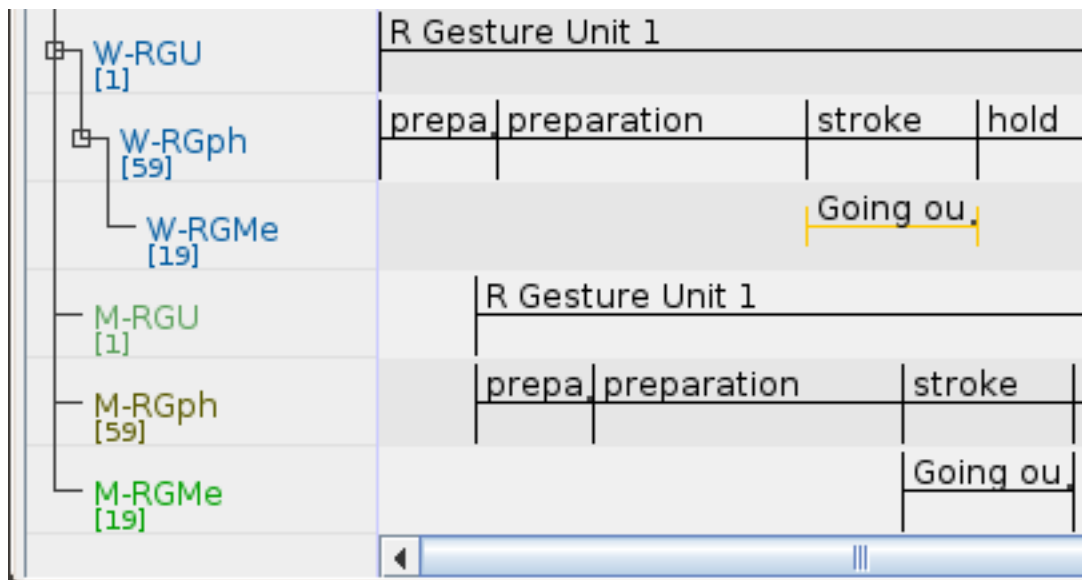 W-RGU
[1]
R Gesture Unit 1
W-RGph
[59]
prepa. preparation stroke hold
W-RGMe
[19]
Going ou.
M-RGU
[1]
R Gesture Unit 1
M-RGph
[59]
prepa. preparation stroke
M-RGMe
[19]
Going ou.